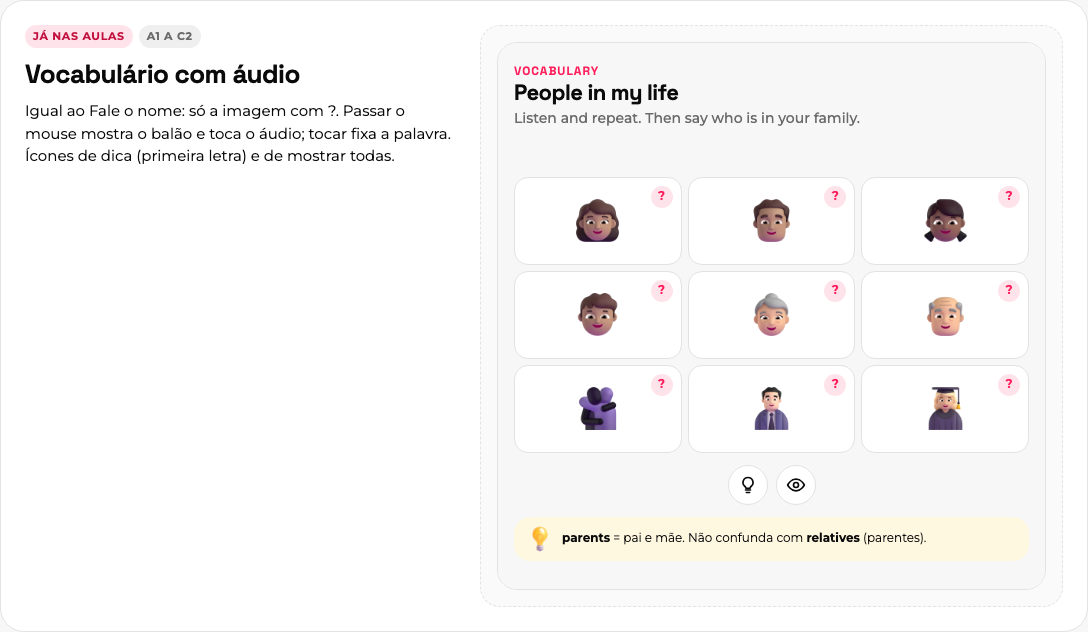 JÁ NAS AULAS
A1 A C2
Vocabulário com áudio
Igual ao Fale o nome: só a imagem com ?. Passar o
mouse mostra o balão e toca o áudio; tocar fixa a palavra.
Ícones de dica (primeira letra) e de mostrar todas.
VOCABULARY
People in my life
Listen and repeat. Then say who is in your family.
? ? ?
? ? ?
? ? ?
parents = pai e mãe. Não confunda com relatives (parentes).